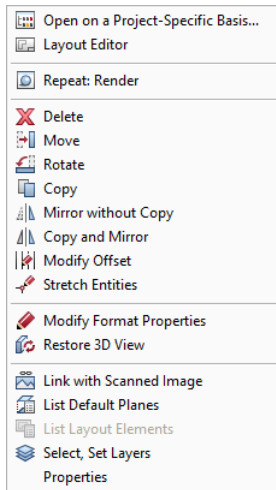 Open on a Project-Specific Basis...
Layout Editor
Repeat: Render
Delete
Move
Rotate
Copy
Mirror without Copy
Copy and Mirror
Modify Offset
Stretch Entities
Modify Format Properties
Restore 3D View
Link with Scanned Image
List Default Planes
List Layout Elements
Select, Set Layers
Properties